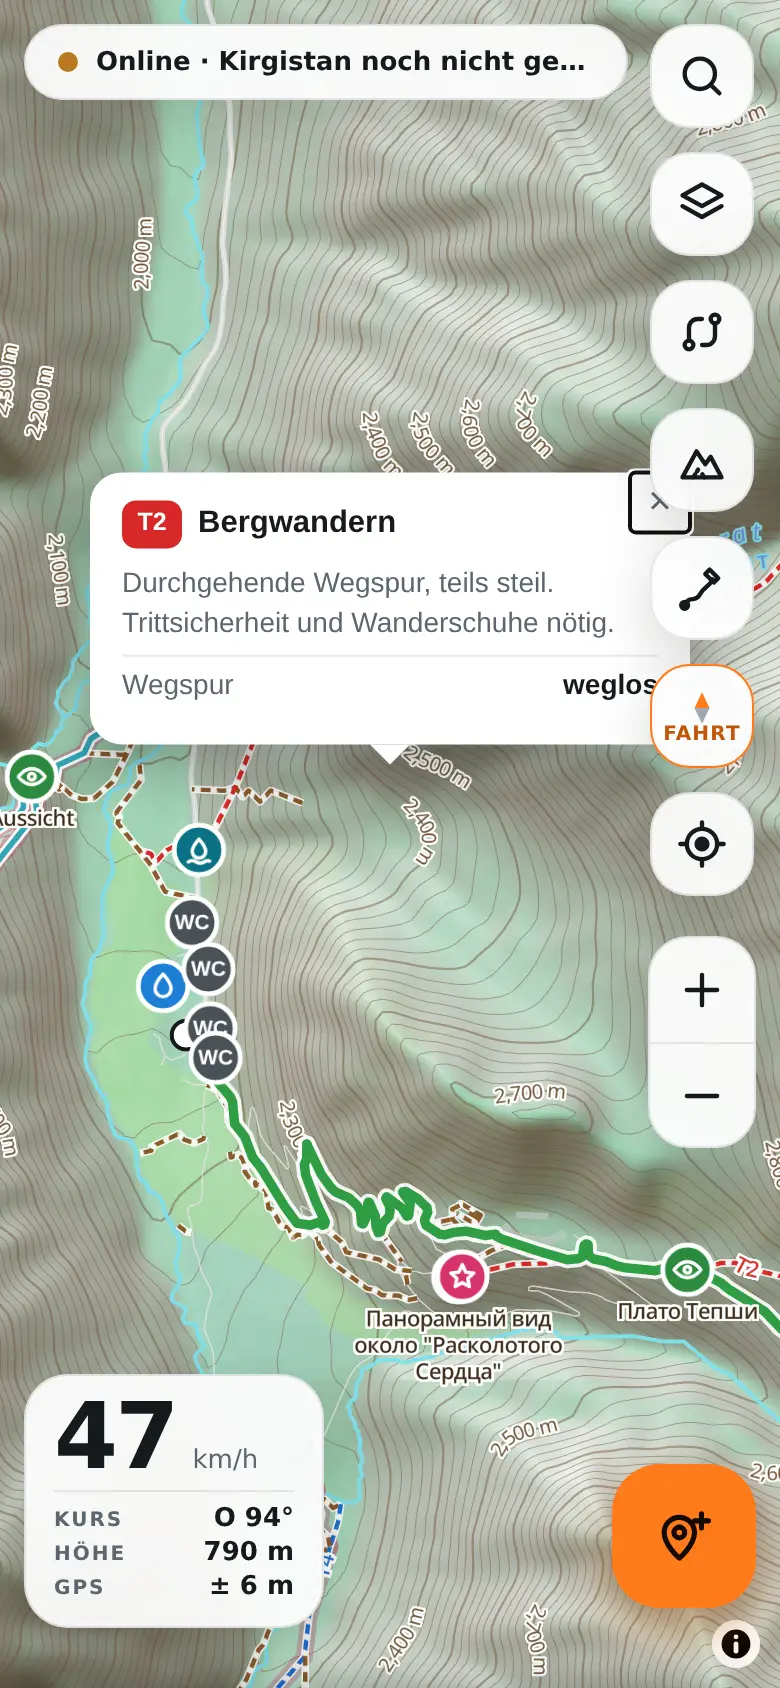 Online · Kirgistan noch nicht ge…
2,000 m
2,200 m
2,100 m
2,400 m
2,500 m
2,600 m
2,700 m
T2 Bergwandern
Durchgehende Wegspur, teils steil.
Trittsicherheit und Wanderschuhe nötig.
Wegspur weglos
FAHRT
2,500 m
2,400 m
Aussicht
WC
WC
WC
WC
2,700 m
2,300
T2
Плато Тепши
Панорамный вид
около "Расколотого
Сердца"
47 km/h
KURS O 94°
HÖHE 790 m
GPS ± 6 m
2,500 m
2,400 m
2,700 m